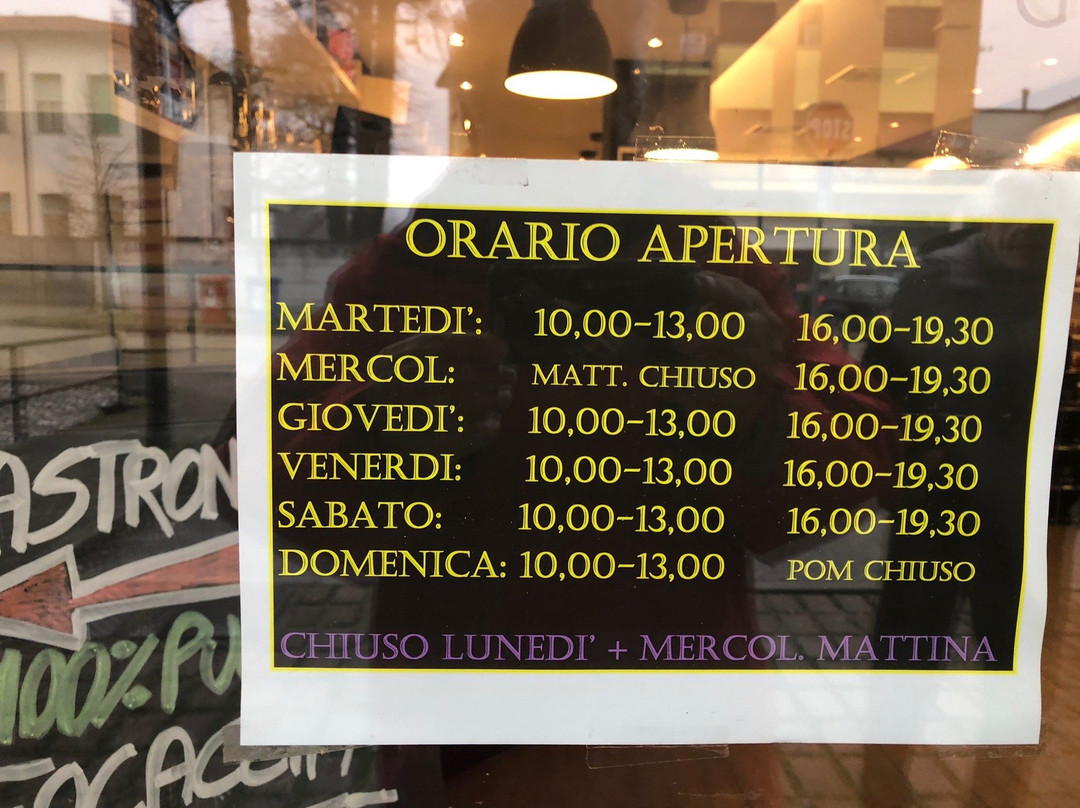 ORARIO APERTURA
MARTEDI': 10,00-13,00 16,00-19,30
MERCOL: MATT. CHIUSO 16,00-19,30
GIOVEDI': 10,00-13,00 16,00-19,30
VENERDI: 10,00-13,00 16,00-19,30
SABATO: 10,00-13,00 16,00-19,30
DOMENICA: 10,00-13,00 POM CHIUSO
CHIUSO LUNEDI' + MERCOL. MATTINA
ASTRON
100% PU
STOP